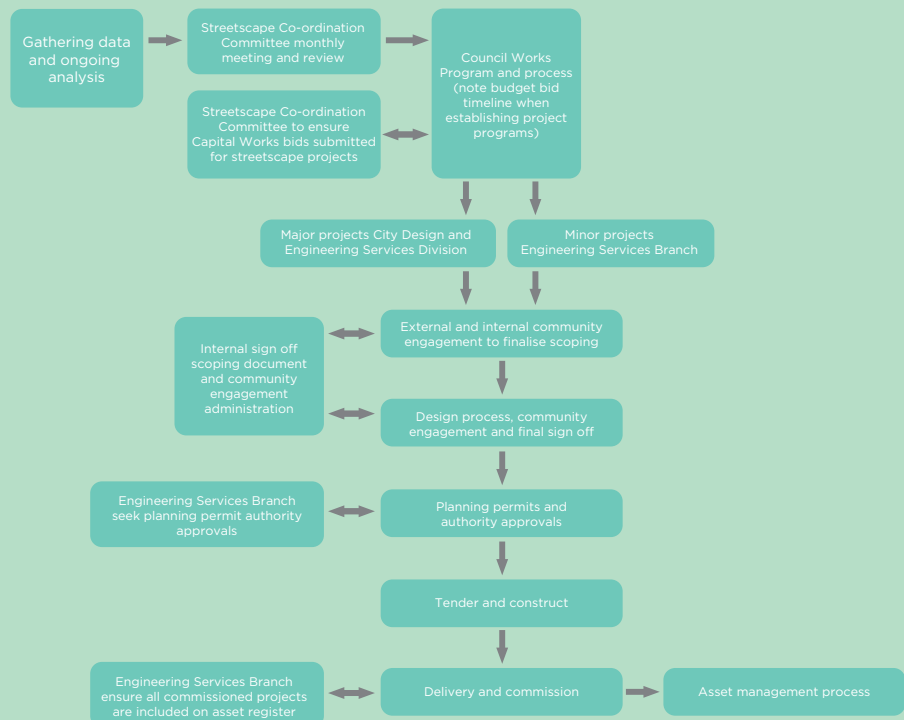 Gathering data
and ongoing
analysis
Streetscape Co-ordination
Committee monthly
meeting and review
Streetscape Co-ordination
Committee to ensure
Capital Works bids submitted
for streetscape projects
Council Works
Program and process
(note budget bid
timeline when
establishing project
programs)
Major projects City Design and
Engineering Services Division
Minor projects
Engineering Services Branch
External and internal community
engagement to finalise scoping
Internal sign off
scoping document
and community
engagement
administration
Design process, community
engagement and final sign off
Engineering Services Branch
seek planning permit authority
approvals
Planning permits and
authority approvals
Tender and construct
Engineering Services Branch
ensure all commissioned projects
are included on asset register
Delivery and commission
Asset management process